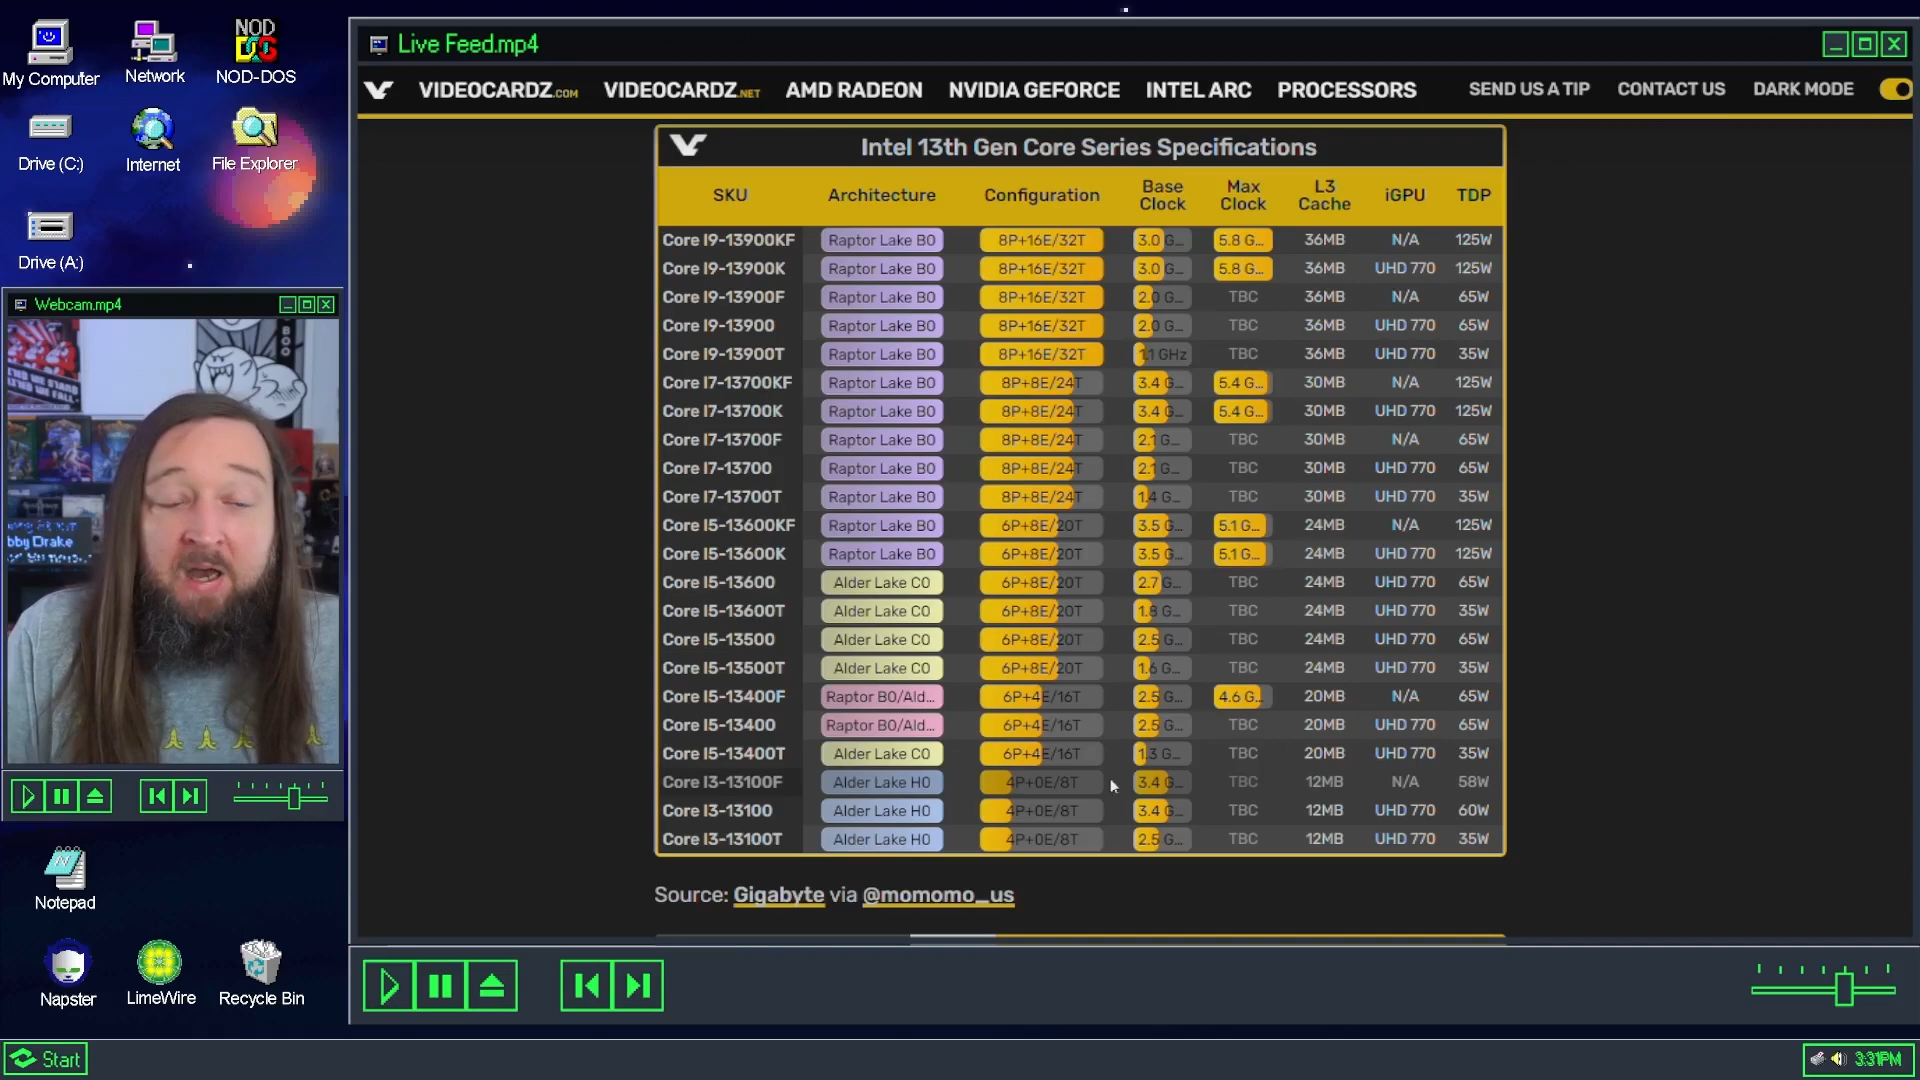 My Computer
Network
NOD
DOG
NOD-DOS
Drive (C:)
Internet
File Explorer
Drive (A:)
Webcam.mp4
BOO
bby Drake
Notepad
Napster
LimeWire
Recycle Bin
Start
Live Feed.mp4
VIDEOCARDZ.COM VIDEOCARDZ.NET AMD RADEON NVIDIA GEFORCE INTEL ARC PROCESSORS SEND US A TIP CONTACT US DARK MODE
Intel 13th Gen Core Series Specifications
SKU Architecture Configuration Base Clock Max Clock L3 Cache iGPU TDP
Core I9-13900KF Raptor Lake B0 8P+16E/32T 3.0 G... 5.8 G... 36MB N/A 125W
Core I9-13900K Raptor Lake B0 8P+16E/32T 3.0 G... 5.8 G... 36MB UHD 770 125W
Core I9-13900F Raptor Lake B0 8P+16E/32T 2.0 G... TBC 36MB N/A 65W
Core I9-13900 Raptor Lake B0 8P+16E/32T 2.0 G... TBC 36MB UHD 770 65W
Core I9-13900T Raptor Lake B0 8P+16E/32T 1.1 GHz TBC 36MB UHD 770 35W
Core I7-13700KF Raptor Lake B0 8P+8E/24T 3.4 G... 5.4 G... 30MB N/A 125W
Core I7-13700K Raptor Lake B0 8P+8E/24T 3.4 G... 5.4 G... 30MB UHD 770 125W
Core I7-13700F Raptor Lake B0 8P+8E/24T 2.1 G... TBC 30MB N/A 65W
Core I7-13700 Raptor Lake B0 8P+8E/24T 2.1 G... TBC 30MB UHD 770 65W
Core I7-13700T Raptor Lake B0 8P+8E/24T 1.4 G... TBC 30MB UHD 770 35W
Core I5-13600KF Raptor Lake B0 6P+8E/20T 3.5 G... 5.1 G... 24MB N/A 125W
Core I5-13600K Raptor Lake B0 6P+8E/20T 3.5 G... 5.1 G... 24MB UHD 770 125W
Core I5-13600 Alder Lake C0 6P+8E/20T 2.7 G... TBC 24MB UHD 770 65W
Core I5-13600T Alder Lake C0 6P+8E/20T 1.8 G... TBC 24MB UHD 770 35W
Core I5-13500 Alder Lake C0 6P+8E/20T 2.5 G... TBC 24MB UHD 770 65W
Core I5-13500T Alder Lake C0 6P+8E/20T 1.6 G... TBC 24MB UHD 770 35W
Core I5-13400F Raptor B0/Ald... 6P+4E/16T 2.5 G... 4.6 G... 20MB N/A 65W
Core I5-13400 Raptor B0/Ald... 6P+4E/16T 2.5 G... TBC 20MB UHD 770 65W
Core I5-13400T Alder Lake C0 6P+4E/16T 1.3 G... TBC 20MB UHD 770 35W
Core I3-13100F Alder Lake H0 4P+0E/8T 3.4 G... TBC 12MB N/A 58W
Core I3-13100 Alder Lake H0 4P+0E/8T 3.4 G... TBC 12MB UHD 770 60W
Core I3-13100T Alder Lake H0 4P+0E/8T 2.5 G... TBC 12MB UHD 770 35W
Source: Gigabyte via @momomo_us
3:31PM